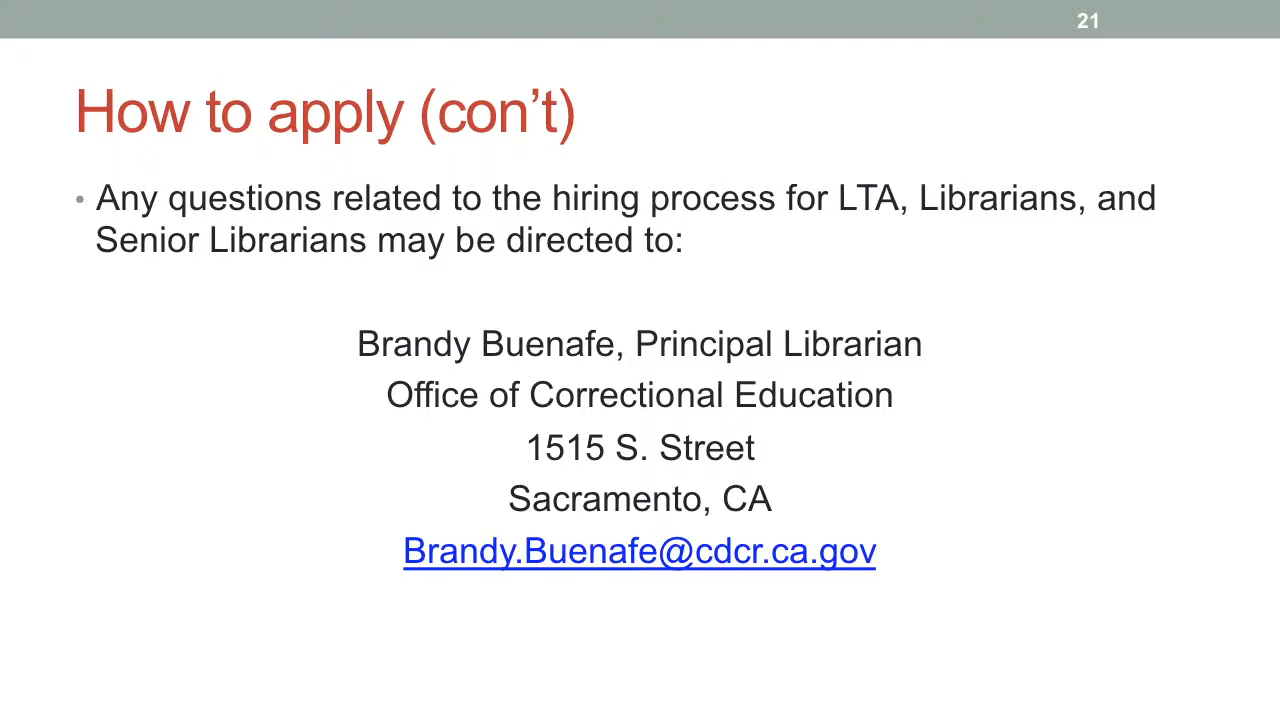 21
How to apply (con’t)
• Any questions related to the hiring process for LTA, Librarians, and
Senior Librarians may be directed to:
Brandy Buenafe, Principal Librarian
Office of Correctional Education
1515 S. Street
Sacramento, CA
Brandy.Buenafe@cdcr.ca.gov